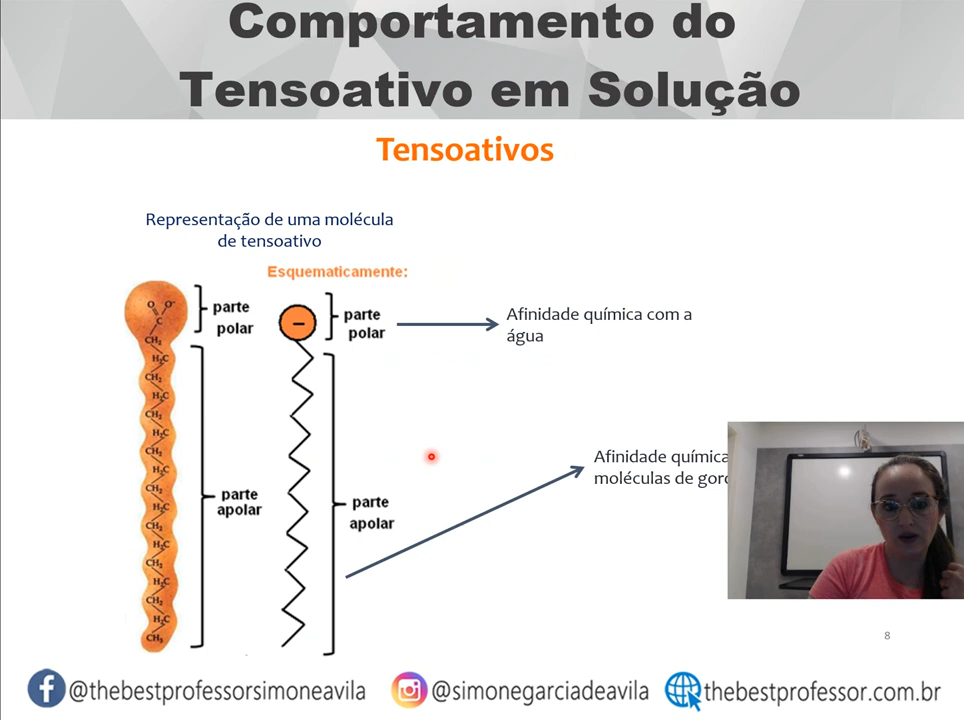 Comportamento do
Tensoativo em Solução
Tensoativos
Representação de uma molécula
de tensoativo
Esquematicamente:
parte
polar
parte
polar
Afinidade química com a
água
parte
apolar
parte
apolar
Afinidade química
moléculas de
O O⁻
C
CH₂
H₂C
CH₂
H₂C
CH₂
H₂C
CH₂
H₂C
CH₂
H₂C
CH₂
H₂C
CH₂
H₂C
CH₂
H₂C
CH₃
8
@thebestprofessorsimoneavila
@simonegarciadeavila
thebestprofessor.com.br